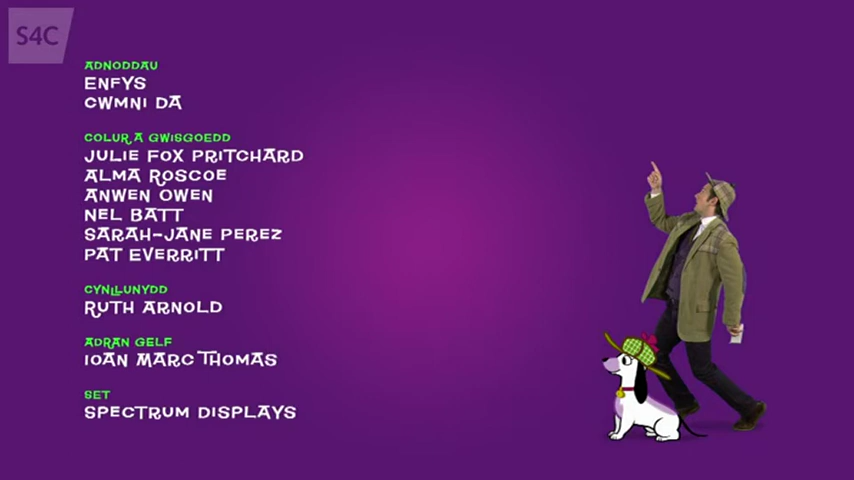 S4C
ADNODDAU
ENFYS
CWMNI DA
COLUR A GWISGOEDD
JULIE FOX PRITCHARD
ALMA ROSCOE
ANWEN OWEN
NEL BATT
SARAH-JANE PEREZ
PAT EVERRITT
CYNLLUNYDD
RUTH ARNOLD
ADRAN GELF
IOAN MARC THOMAS
SET
SPECTRUM DISPLAYS